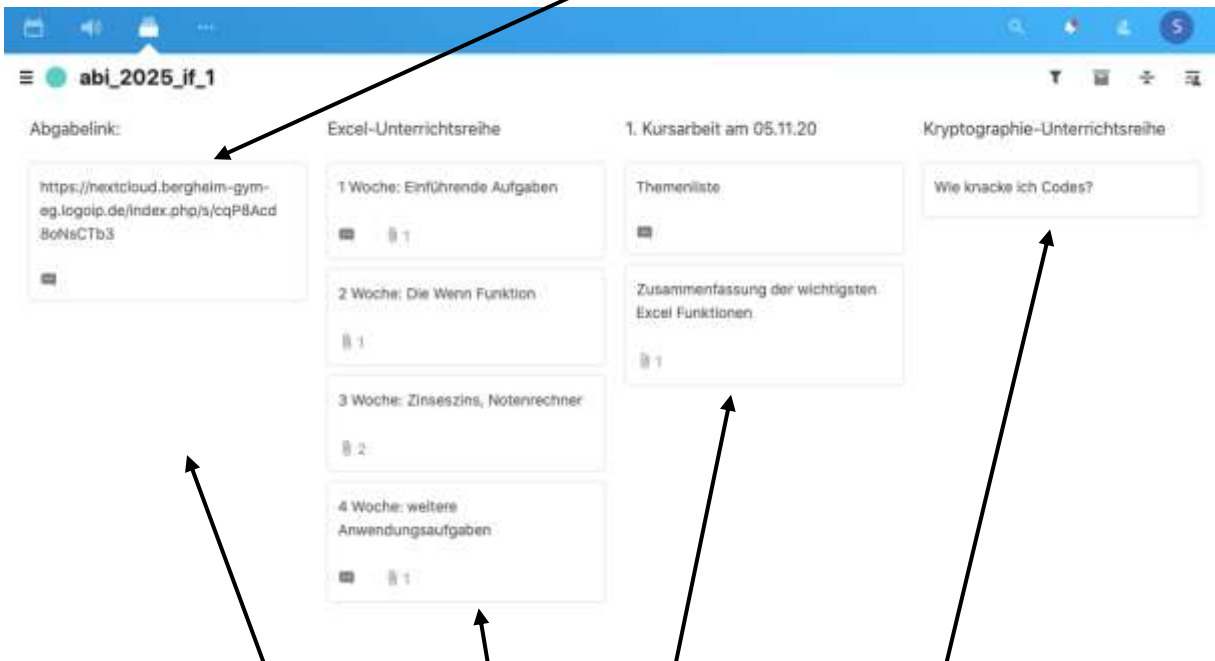 S
abi_2025_if_1
Abgabelink:
https://nextcloud.bergheim-gym-
eg.logoip.de/index.php/s/cqP8Acd
8oNsCTb3
Excel-Unterrichtsreihe
1 Woche: Einführende Aufgaben
1
2 Woche: Die Wenn Funktion
1
3 Woche: Zinseszins, Notenrechner
2
4 Woche: weitere
Anwendungsaufgaben
1
1. Kursarbeit am 05.11.20
Themenliste
Zusammenfassung der wichtigsten
Excel Funktionen
1
Kryptographie-Unterrichtsreihe
Wie knacke ich Codes?